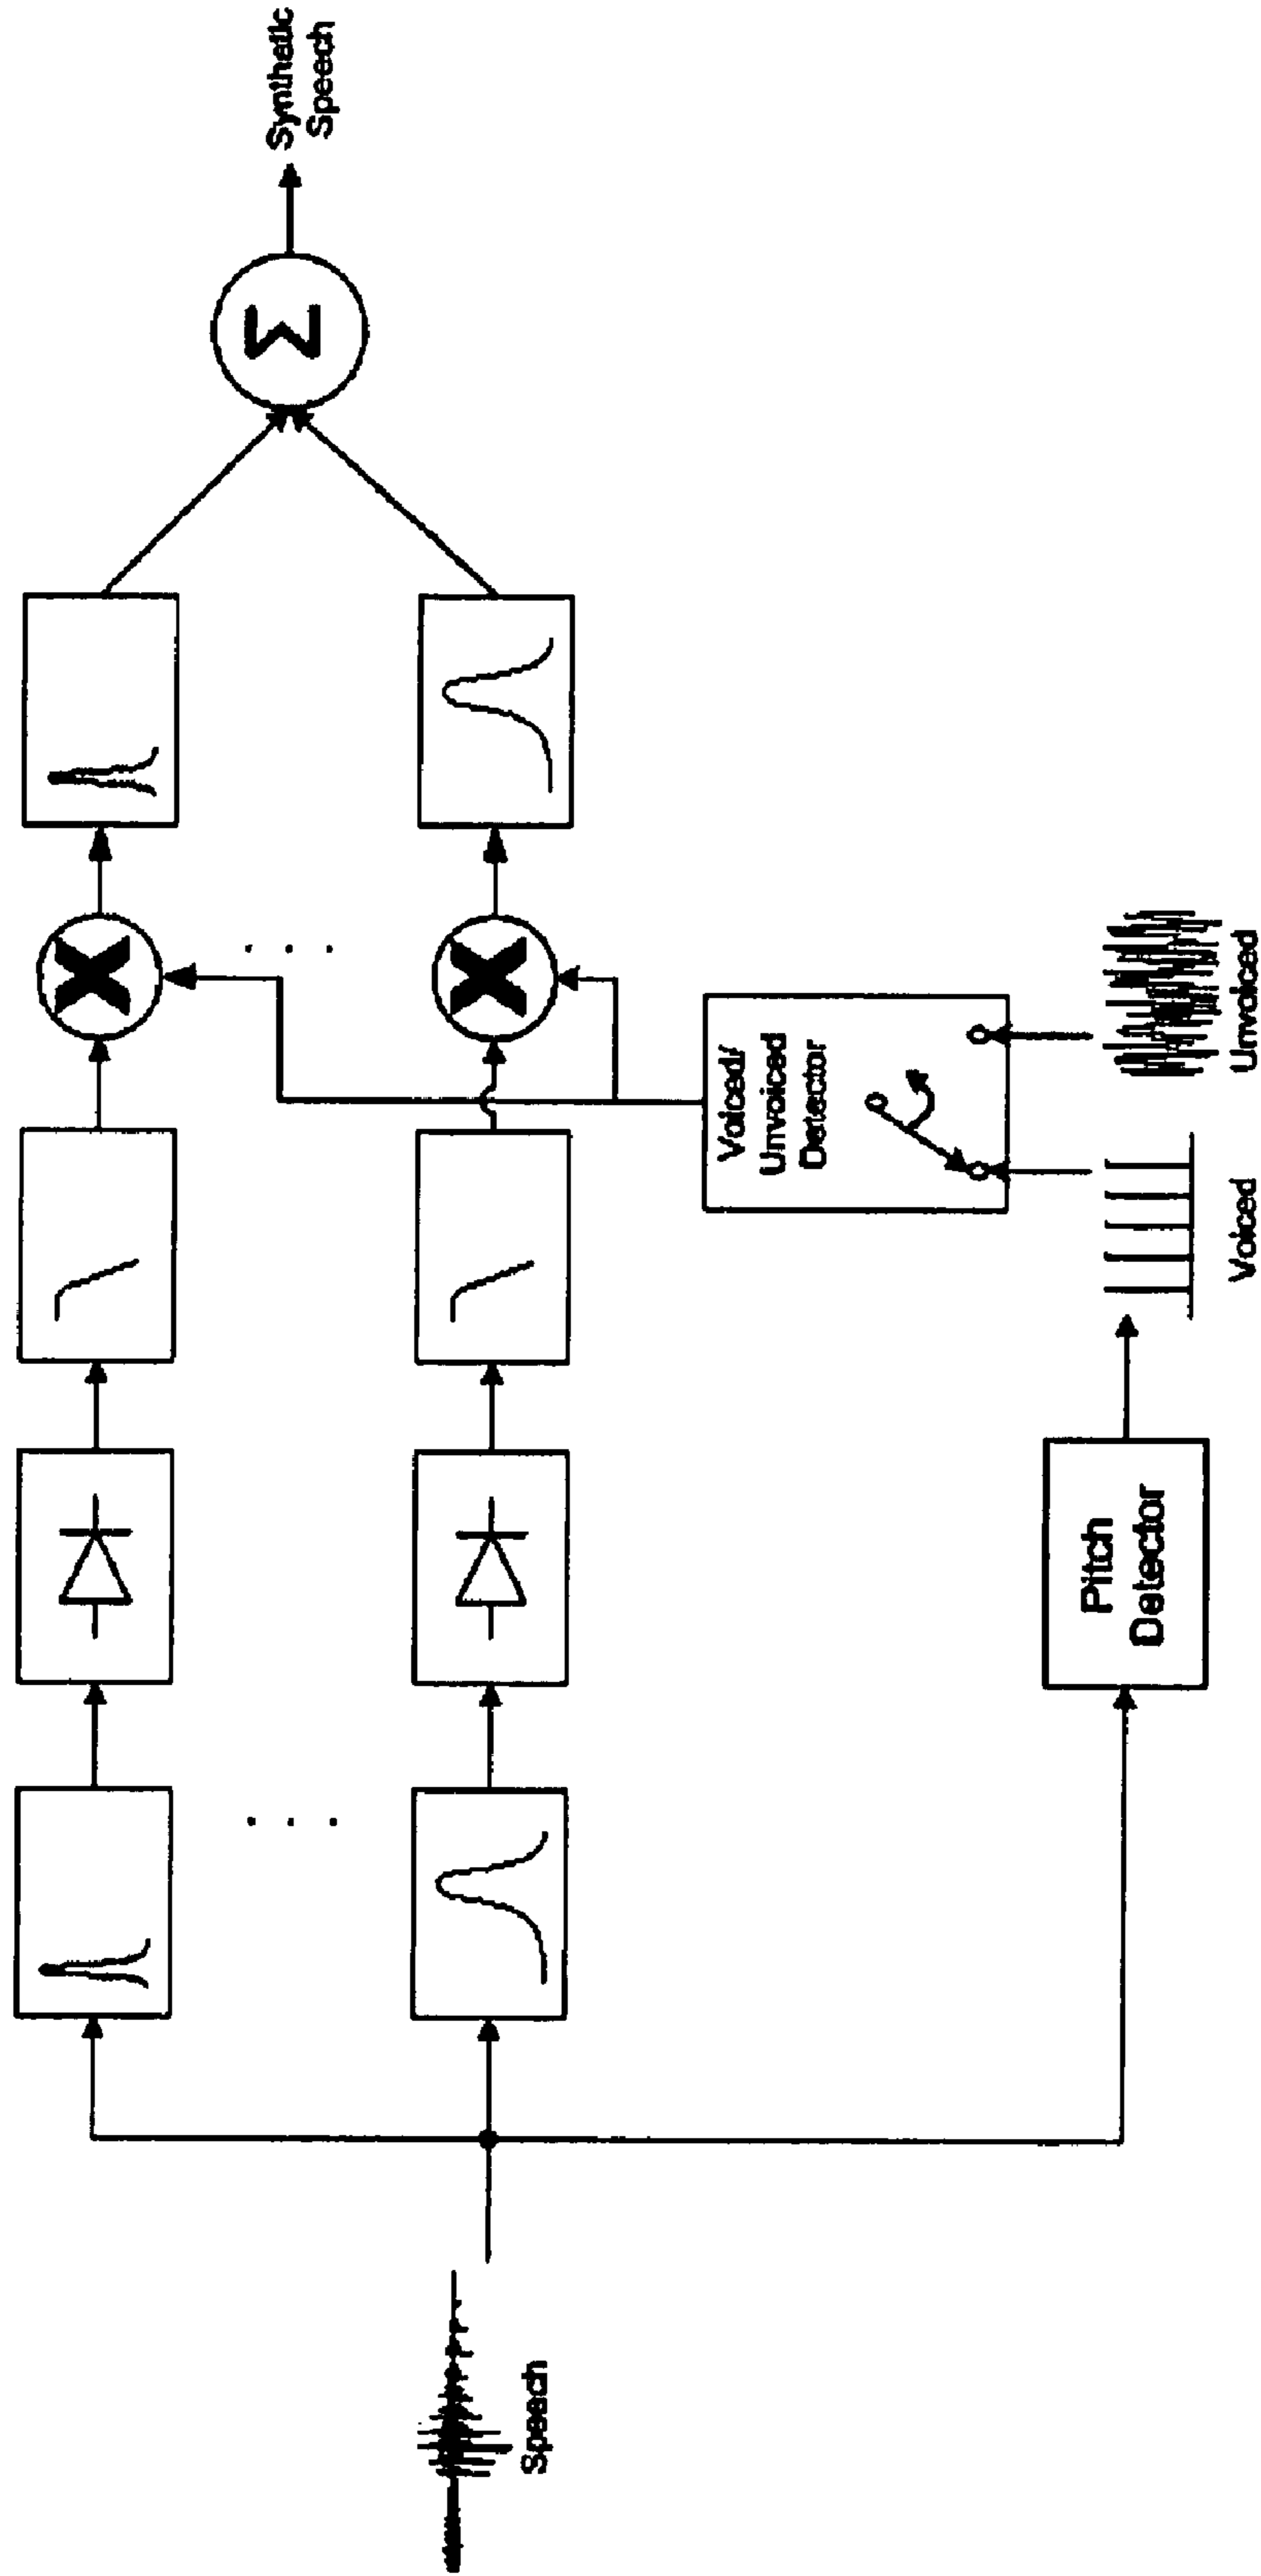 Speech
Pitch
Detector
Voiced/
Unvoiced
Detector
Voiced
Unvoiced
Σ
Synthetic
Speech